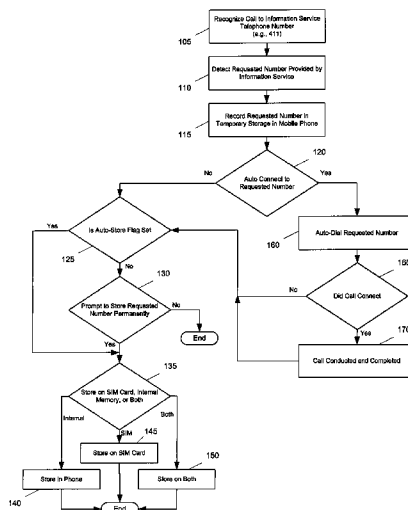 Recognize Call to Information Service
Telephone Number
(e.g., 411)
105
Detect Requested Number Provided by
Information Service
110
Record Requested Number in
Temporary Storage in Mobile Phone
115
120
No
Auto Connect to
Requested Number
Yes
Yes
Is Auto-Store Flag Set
125
Auto-Dial Requested Number
160
No
130
165
Prompt to Store Requested
Number Permanently
No
End
No
Did Call Connect
Yes
Yes
170
Call Conducted and Completed
135
Store on SIM Card, Internal
Memory, or Both
Internal
SIM
Both
145
Store on SIM Card
150
Store in Phone
Store on Both
140
End